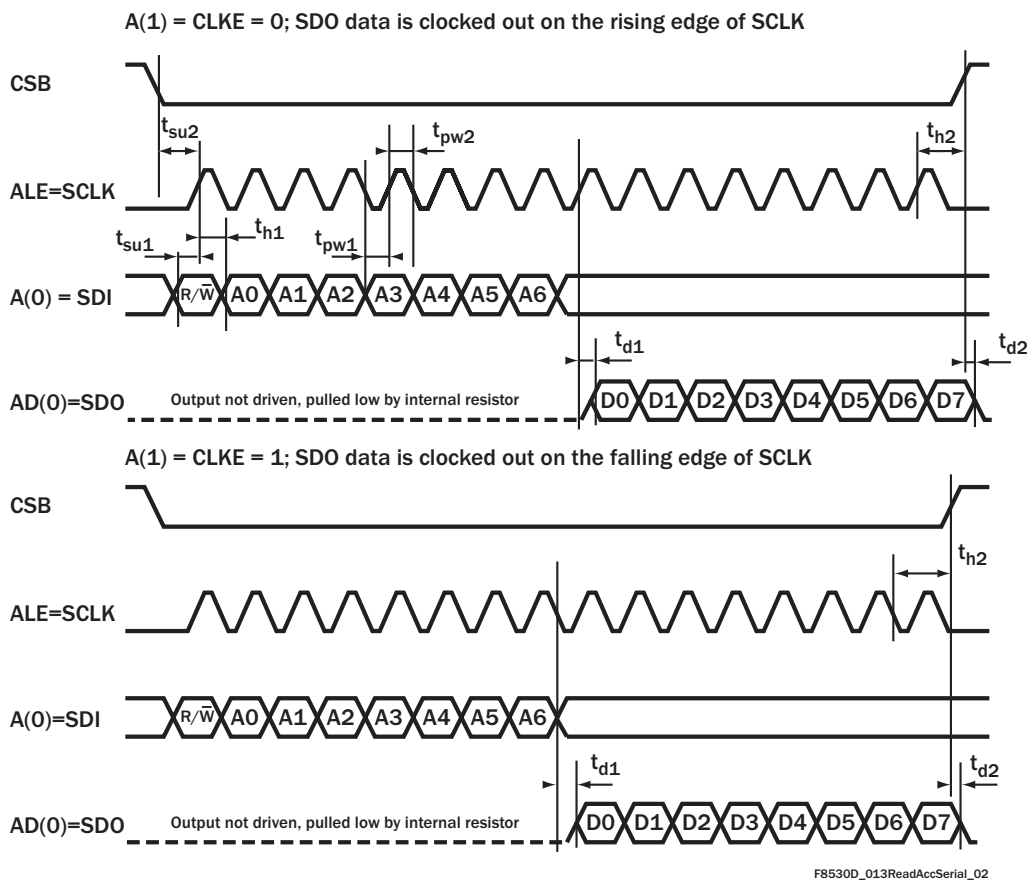 A(1) = CLKE = 0; SDO data is clocked out on the rising edge of SCLK
CSB
tsu2
tpw2
th2
ALE=SCLK
tsu1
th1
tpw1
A(0) = SDI
R/W̅ A0 A1 A2 A3 A4 A5 A6
td1
td2
AD(0)=SDO
Output not driven, pulled low by internal resistor
D0 D1 D2 D3 D4 D5 D6 D7
A(1) = CLKE = 1; SDO data is clocked out on the falling edge of SCLK
CSB
th2
ALE=SCLK
A(0)=SDI
R/W̅ A0 A1 A2 A3 A4 A5 A6
td1
td2
AD(0)=SDO
Output not driven, pulled low by internal resistor
D0 D1 D2 D3 D4 D5 D6 D7
F8530D_013ReadAccSerial_02